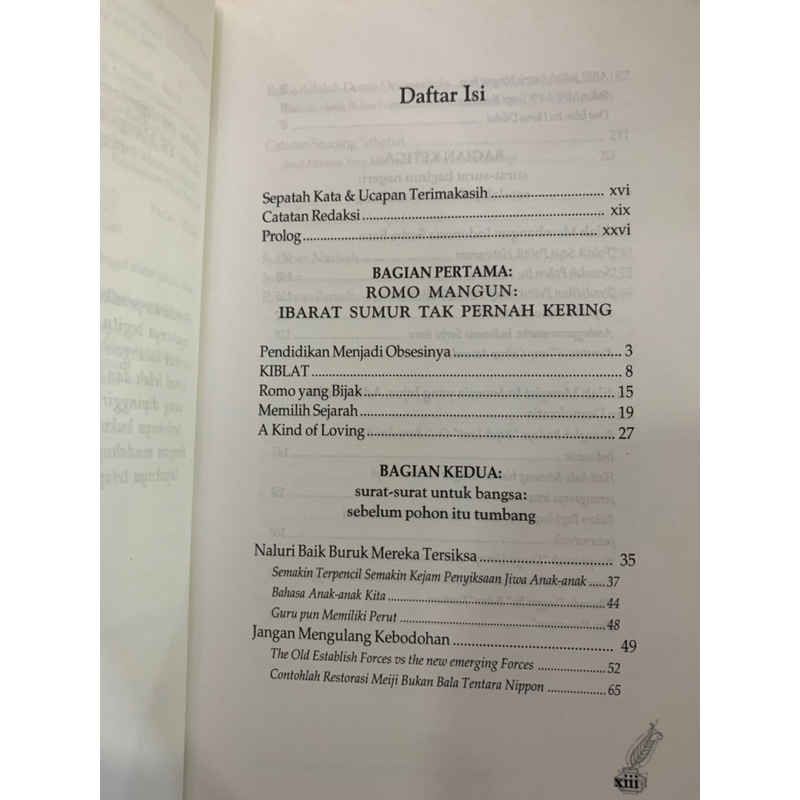 Daftar Isi
Sepatah Kata & Ucapan Terimakasih ........ xvi
Catatan Redaksi ........ xix
Prolog ........ xxvi
BAGIAN PERTAMA:
ROMO MANGUN:
IBARAT SUMUR TAK PERNAH KERING
Pendidikan Menjadi Obsesinya ........ 3
KIBLAT ........ 8
Romo yang Bijak ........ 15
Memilih Sejarah ........ 19
A Kind of Loving ........ 27
BAGIAN KEDUA:
surat-surat untuk bangsa:
sebelum pohon itu tumbang
Naluri Baik Buruk Mereka Tersiksa ........ 35
Semakin Terpencil Semakin Kejam Penyiksaan Jiwa Anak-anak ..... 37
Bahasa Anak-anak Kita ........ 44
Guru pun Memiliki Perut ........ 48
Jangan Mengulang Kebodohan ........ 49
The Old Establish Forces vs the new emerging Forces ........ 52
Contohlah Restorasi Meiji Bukan Bala Tentara Nippon ........ 65
xiii